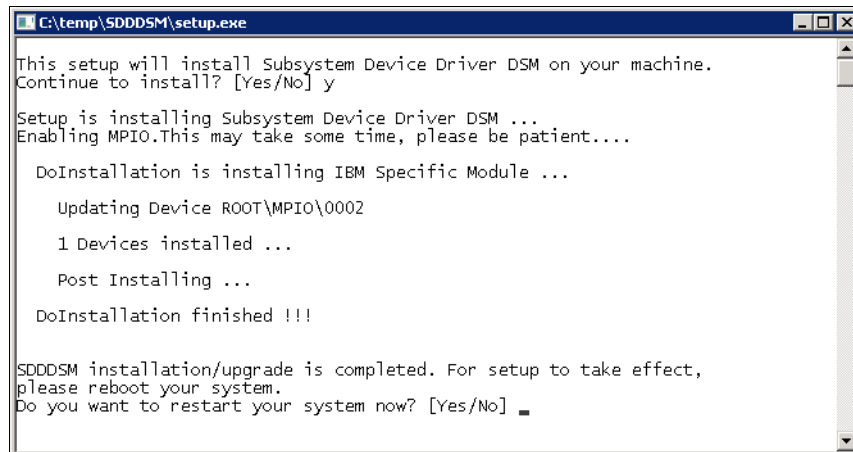 C:\temp\SDDDSM\setup.exe
This setup will install Subsystem Device Driver DSM on your machine.
Continue to install? [Yes/No] y
Setup is installing Subsystem Device Driver DSM ...
Enabling MPIO.This may take some time, please be patient....
DoInstallation is installing IBM Specific Module ...
Updating Device ROOT\MPIO\0002
1 Devices installed ...
Post Installing ...
DoInstallation finished !!!
SDDDSM installation/upgrade is completed. For setup to take effect,
please reboot your system.
Do you want to restart your system now? [Yes/No] _